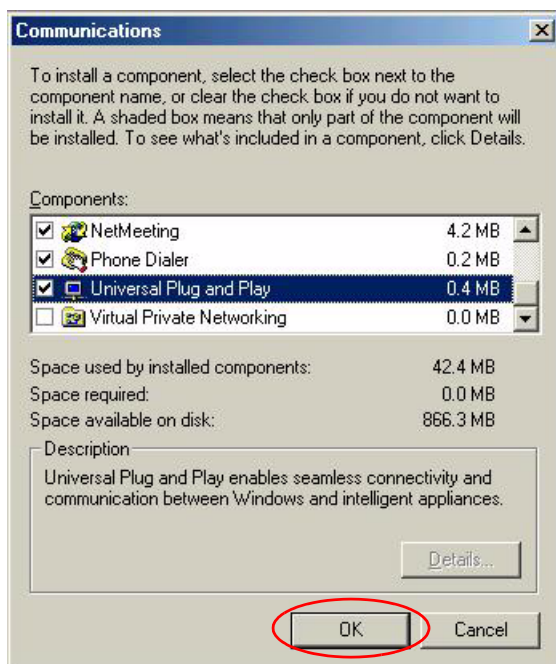 Communications
To install a component, select the check box next to the
component name, or clear the check box if you do not want to
install it. A shaded box means that only part of the component will
be installed. To see what's included in a component, click Details.
Components:
NetMeeting 4.2 MB
Phone Dialer 0.2 MB
Universal Plug and Play 0.4 MB
Virtual Private Networking 0.0 MB
Space used by installed components: 42.4 MB
Space required: 0.0 MB
Space available on disk: 866.3 MB
Description
Universal Plug and Play enables seamless connectivity and
communication between Windows and intelligent appliances.
Details...
OK Cancel